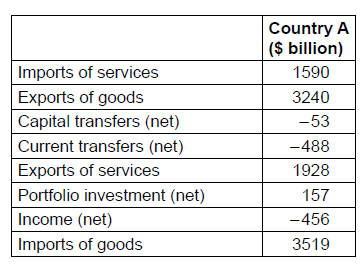 Country A
($ billion)
Imports of services 1590
Exports of goods 3240
Capital transfers (net) –53
Current transfers (net) –488
Exports of services 1928
Portfolio investment (net) 157
Income (net) –456
Imports of goods 3519